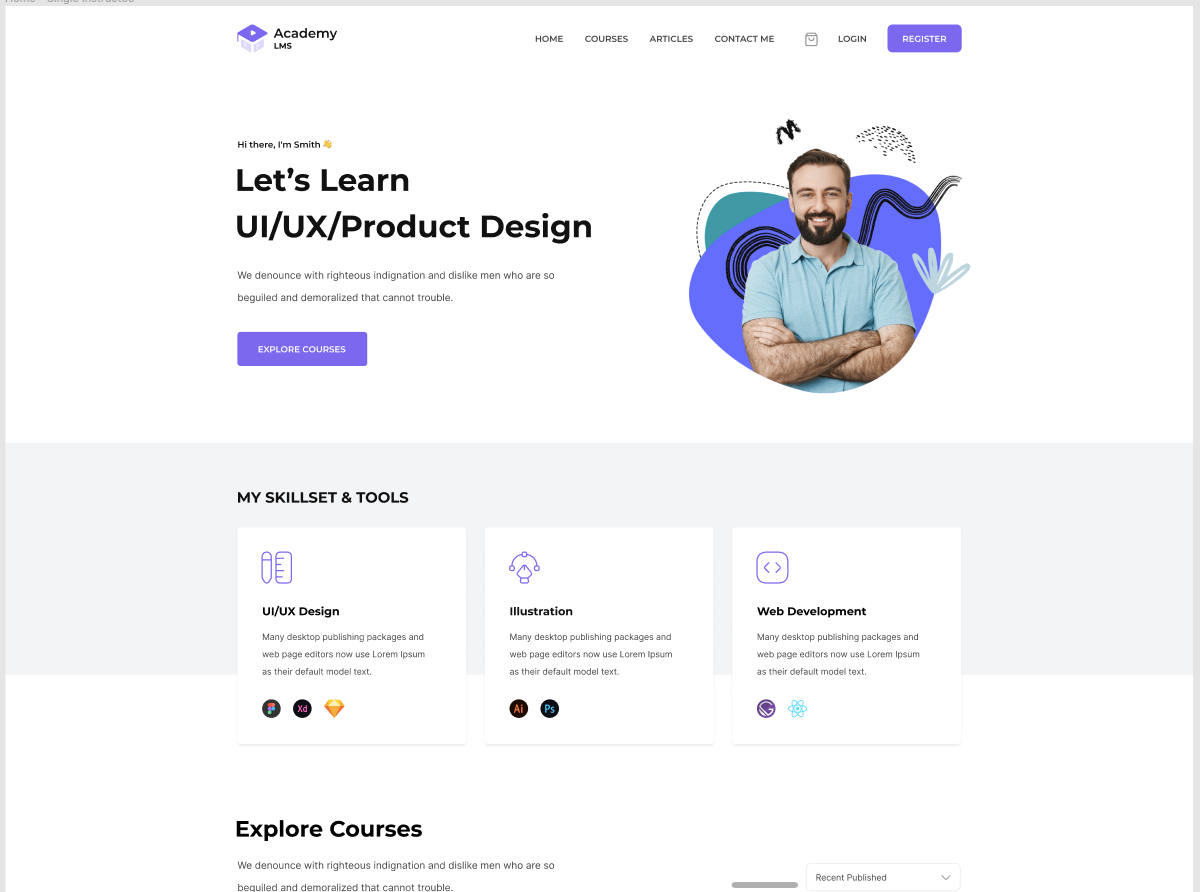 Academy
LMS
HOME COURSES ARTICLES CONTACT ME LOGIN REGISTER
Hi there, I'm Smith 👋
Let’s Learn
UI/UX/Product Design
We denounce with righteous indignation and dislike men who are so
beguiled and demoralized that cannot trouble.
EXPLORE COURSES
MY SKILLSET & TOOLS
UI/UX Design
Many desktop publishing packages and
web page editors now use Lorem Ipsum
as their default model text.
Xd
Illustration
Many desktop publishing packages and
web page editors now use Lorem Ipsum
as their default model text.
Ai Ps
Web Development
Many desktop publishing packages and
web page editors now use Lorem Ipsum
as their default model text.
Explore Courses
We denounce with righteous indignation and dislike men who are so
beguiled and demoralized that cannot trouble.
Recent Published